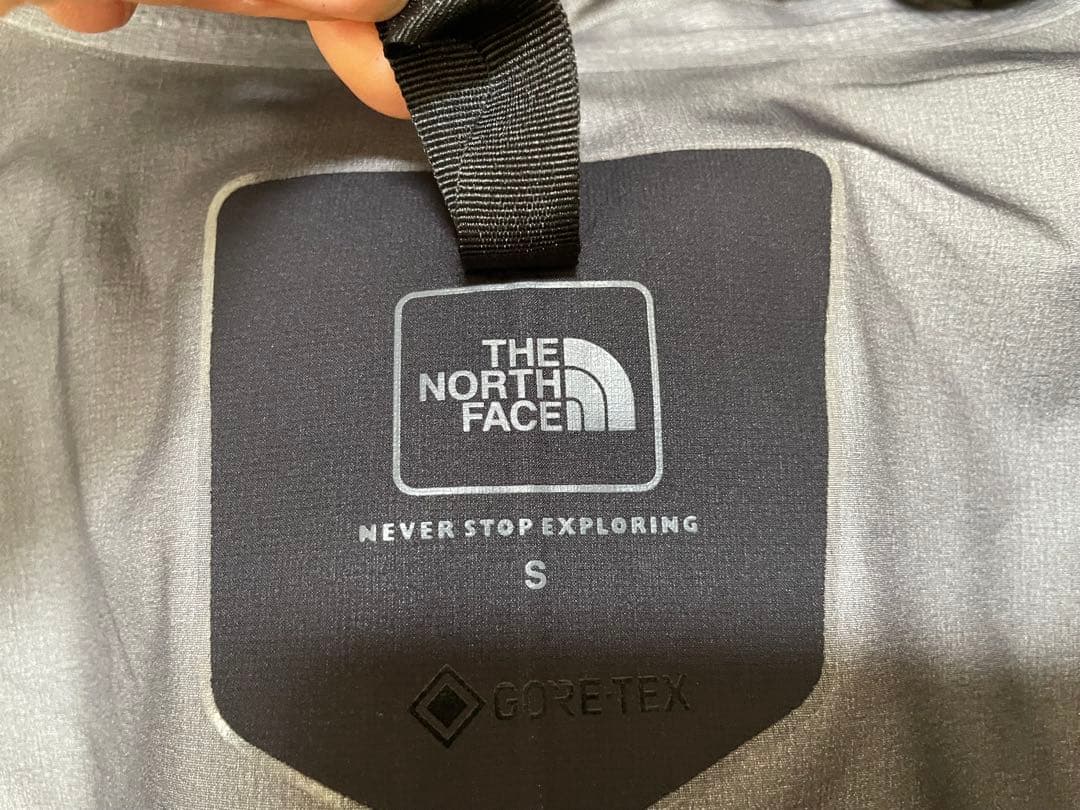 THE
NORTH
FACE
NEVER STOP EXPLORING
S
GORE-TEX